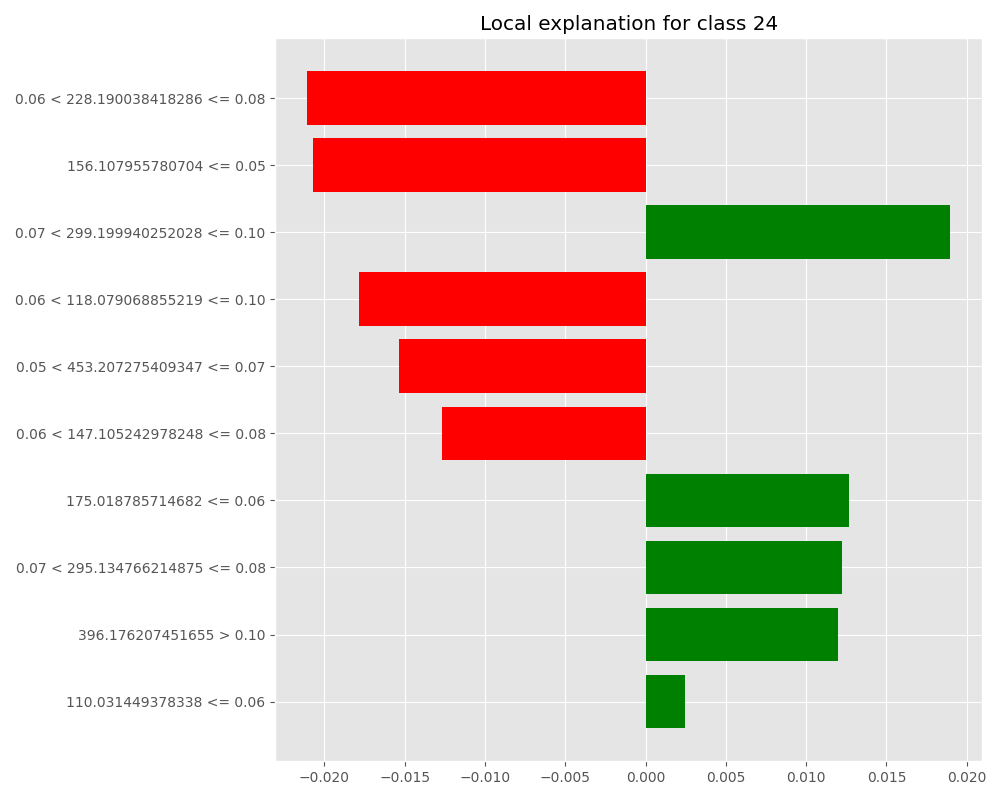 Local explanation for class 24
0.06 < 228.190038418286 <= 0.08
156.107955780704 <= 0.05
0.07 < 299.199940252028 <= 0.10
0.06 < 118.079068855219 <= 0.10
0.05 < 453.207275409347 <= 0.07
0.06 < 147.105242978248 <= 0.08
175.018785714682 <= 0.06
0.07 < 295.134766214875 <= 0.08
396.176207451655 > 0.10
110.031449378338 <= 0.06
−0.020 −0.015 −0.010 −0.005 0.000 0.005 0.010 0.015 0.020